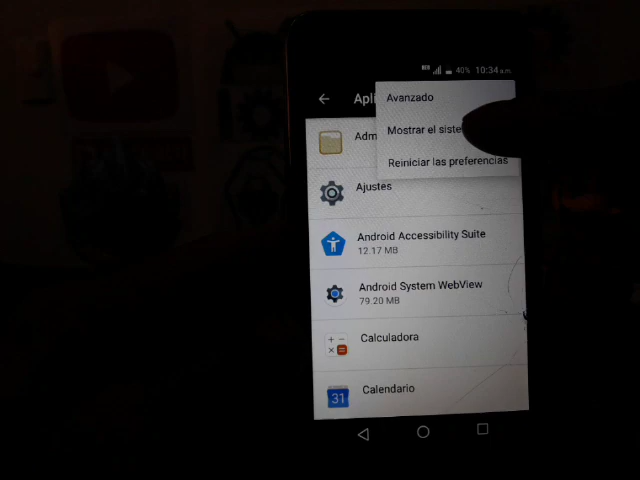 40% 10:34 a.m.
Avanzado
Mostrar el
Reiniciar las preferencias
Ajustes
Android Accessibility Suite
12.17 MB
Android System WebView
79.20 MB
Calculadora
31
Calendario